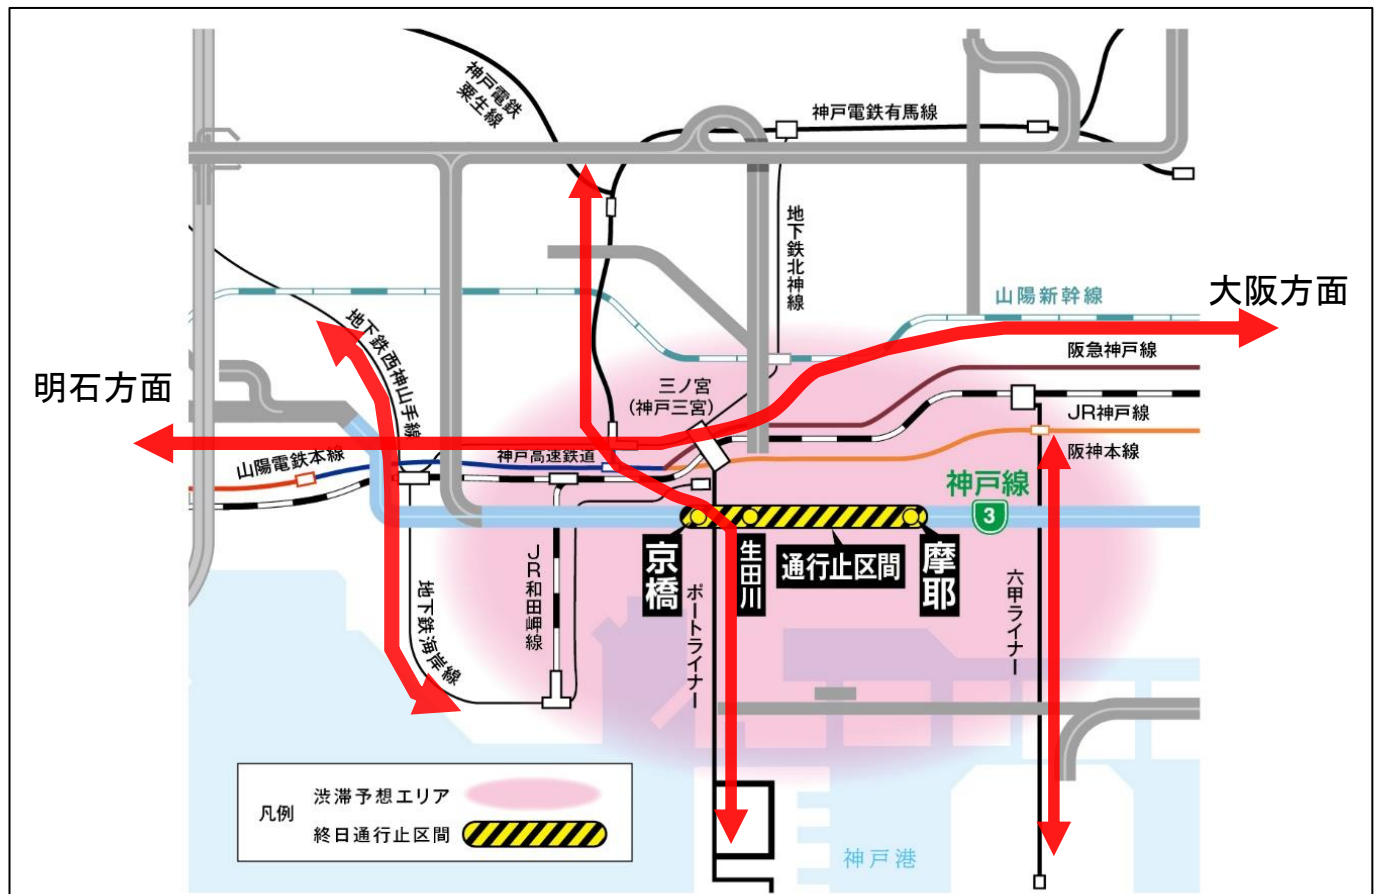 神戸電鉄
粟生線
神戸電鉄有馬線
地下鉄北神線
山陽新幹線
大阪方面
阪急神戸線
三ノ宮
(神戸三宮)
地下鉄西神山手線
明石方面
JR神戸線
阪神本線
山陽電鉄本線
神戸高速鉄道
神戸線
3
京橋
生田川
通行止区間
摩耶
JR和田岬線
地下鉄海岸線
ポートライナー
六甲ライナー
凡例
渋滞予想エリア
終日通行止区間
神戸港